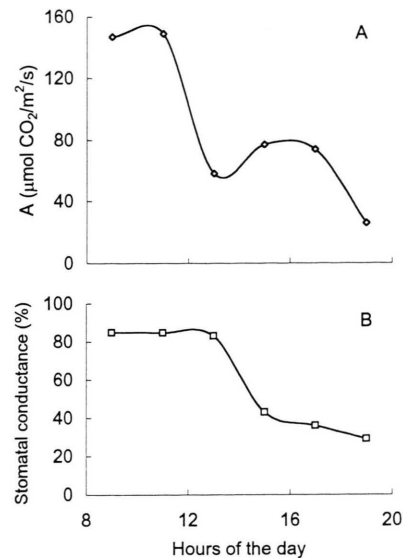 160
A
120
80
40
0
A (μmol CO₂/m²/s)
100
B
80
60
40
20
0
Stomatal conductance (%)
8 12 16 20
Hours of the day